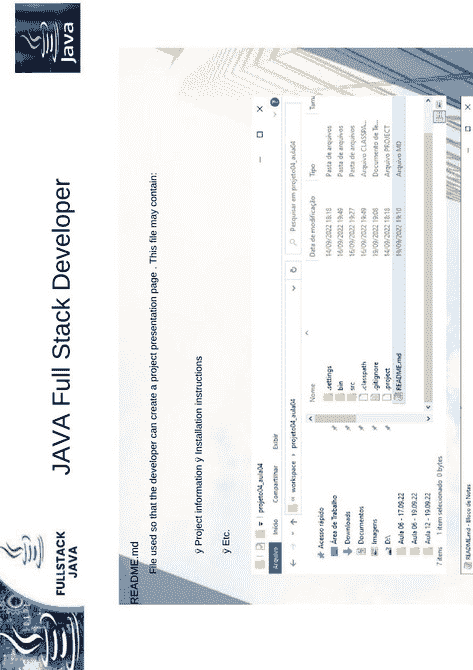 Java
JAVA Full Stack Developer
FULLSTACK
JAVA
README.md
File used so that the developer can create a project presentation page . This file may contain:
ÿ Project information ÿ Installation instructions
ÿ Etc.
projeto04_aula04
Arquivo Início Compartilhar Exibir
workspace › projeto04_aula04
Pesquisar em projeto04_aula04
Nome Data de modificação Tipo Tama
Acesso rápido
Área de Trabalho
Downloads
Documentos
Imagens
E:\
Aula 06 - 17.09.22
Aula 06 - 19.09.22
Aula 12 - 19.09.22
.settings 14/09/2022 18:18 Pasta de arquivos
bin 16/09/2022 19:48 Pasta de arquivos
src 16/09/2022 19:27 Pasta de arquivos
.classpath 16/09/2022 19:49 Arquivo CLASSPA...
.gitignore 19/09/2022 19:08 Documento de Te...
.project 14/09/2022 18:18 Arquivo PROJECT
README.md 19/09/2022 19:10 Arquivo MD
7 itens 1 item selecionado 0 bytes
README.md - Bloco de Notas